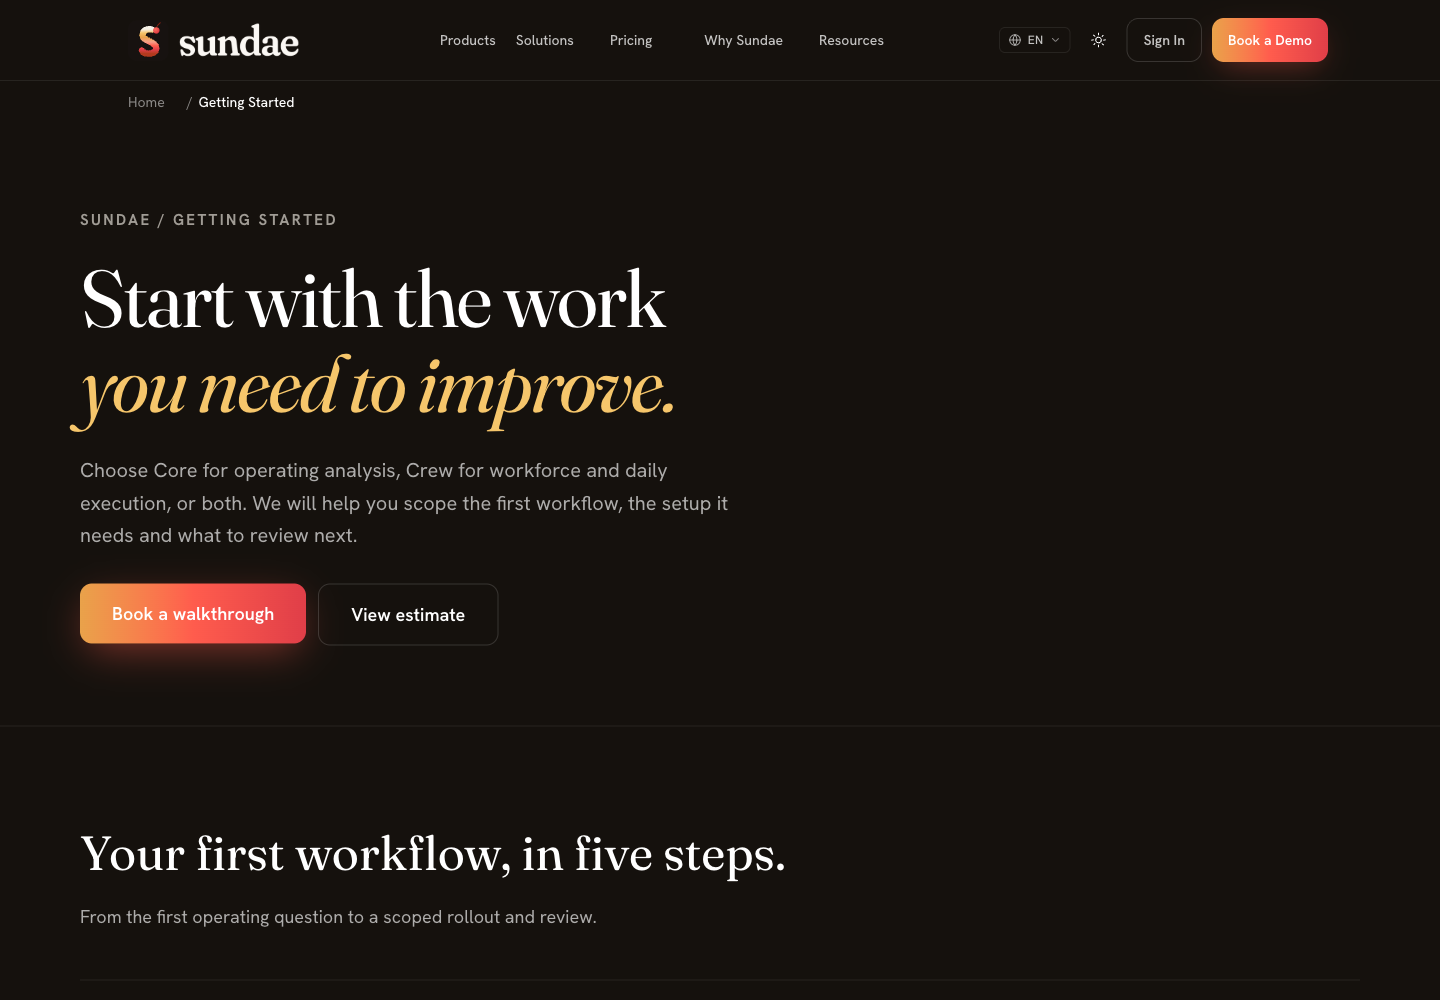 sundae
Products
Solutions
Pricing
Why Sundae
Resources
EN
Sign In
Book a Demo
Home / Getting Started
SUNDAE / GETTING STARTED
Start with the work
you need to improve.
Choose Core for operating analysis, Crew for workforce and daily
execution, or both. We will help you scope the first workflow, the setup it
needs and what to review next.
Book a walkthrough
View estimate
Your first workflow, in five steps.
From the first operating question to a scoped rollout and review.